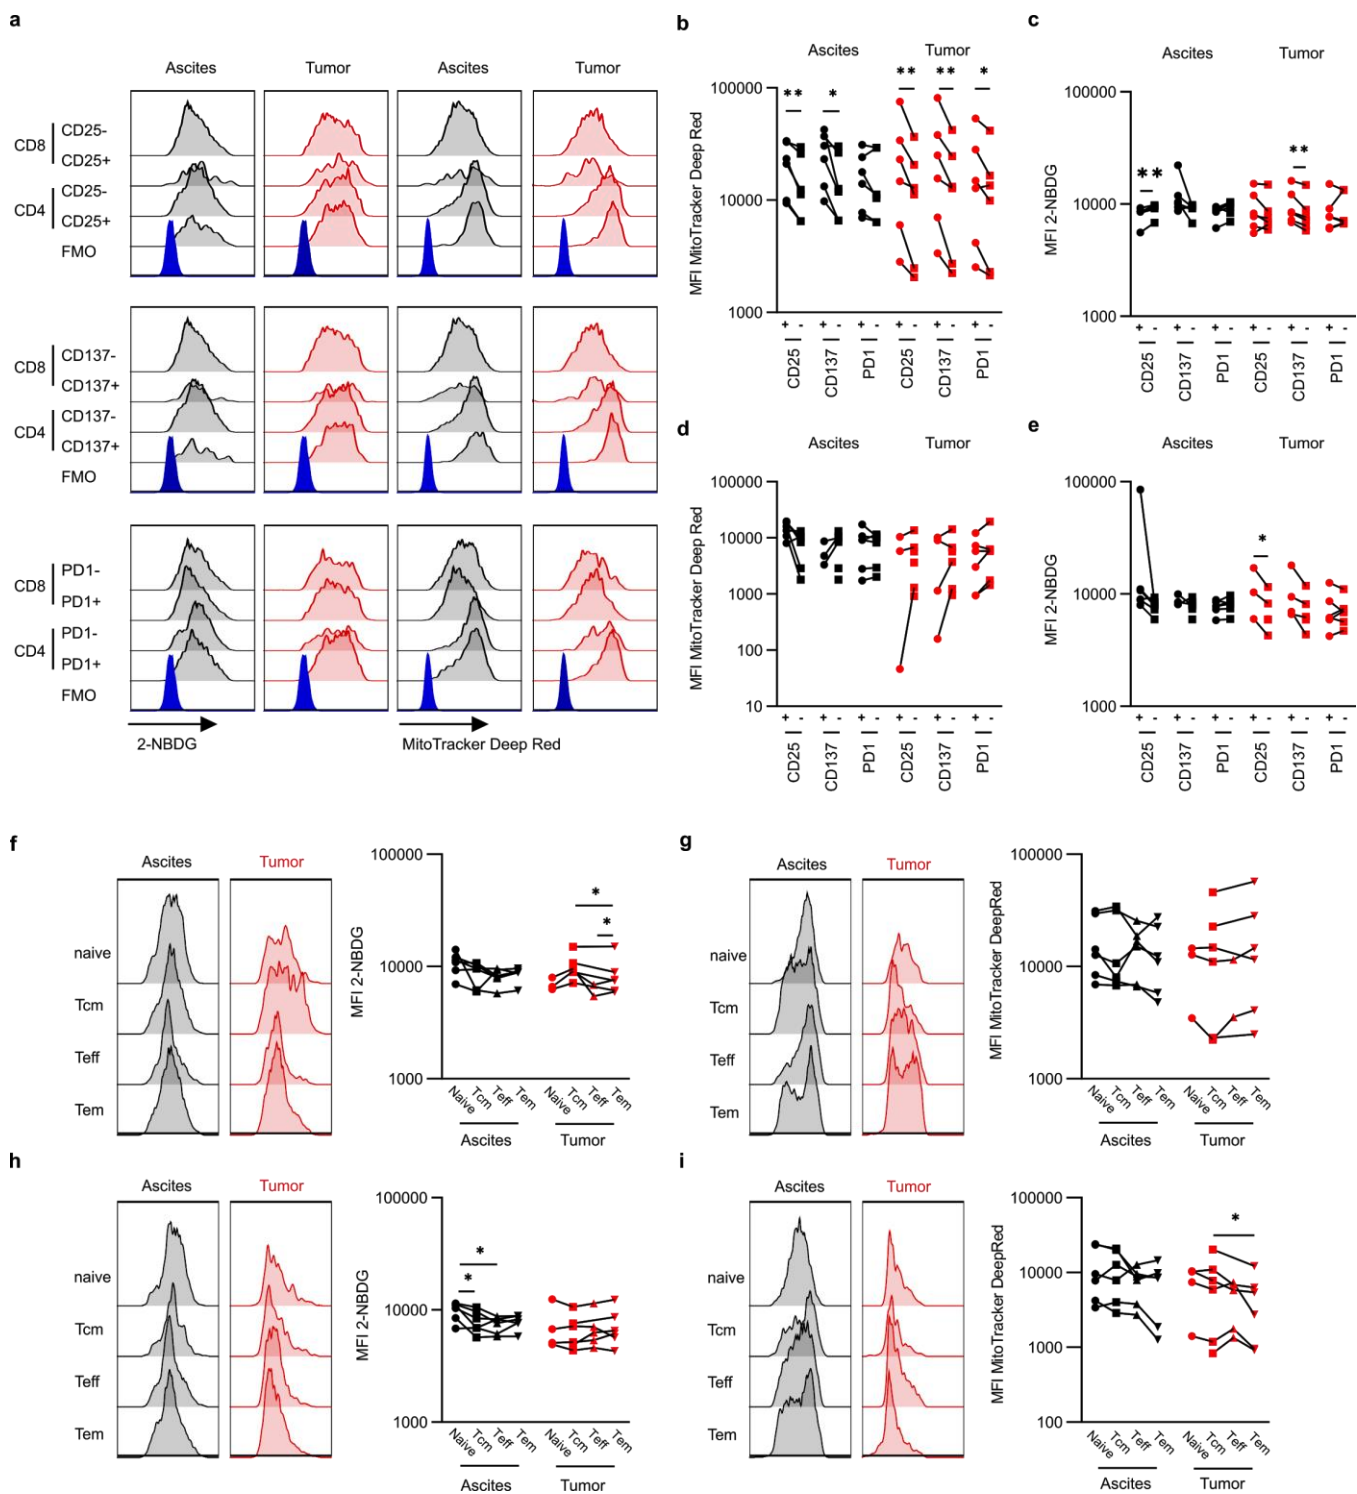 a
Ascites Tumor Ascites Tumor
CD8 CD25-
CD25+
CD4 CD25-
CD25+
FMO
CD8 CD137-
CD137+
CD4 CD137-
CD137+
FMO
CD8 PD1-
PD1+
CD4 PD1-
PD1+
FMO
2-NBDG MitoTracker Deep Red
b
Ascites Tumor
** * ** ** *
MFI MitoTracker Deep Red
100000
10000
1000
+ - + - + - + - + - + -
CD25 CD137 PD1 CD25 CD137 PD1
c
Ascites Tumor
** **
MFI 2-NBDG
100000
10000
1000
+ - + - + - + - + - + -
CD25 CD137 PD1 CD25 CD137 PD1
d
Ascites Tumor
MFI MitoTracker Deep Red
100000
10000
1000
100
10
+ - + - + - + - + - + -
CD25 CD137 PD1 CD25 CD137 PD1
e
Ascites Tumor
*
MFI 2-NBDG
100000
10000
1000
+ - + - + - + - + - + -
CD25 CD137 PD1 CD25 CD137 PD1
f
Ascites Tumor
naive
Tcm
Teff
Tem
MFI 2-NBDG
100000
10000
1000
*
*
Naive Tcm Teff Tem Naive Tcm Teff Tem
Ascites Tumor
g
Ascites Tumor
naive
Tcm
Teff
Tem
MFI MitoTracker DeepRed
100000
10000
1000
Naive Tcm Teff Tem Naive Tcm Teff Tem
Ascites Tumor
h
Ascites Tumor
naive
Tcm
Teff
Tem
MFI 2-NBDG
100000
10000
1000
*
*
Naive Tcm Teff Tem Naive Tcm Teff Tem
Ascites Tumor
i
Ascites Tumor
naive
Tcm
Teff
Tem
MFI MitoTracker DeepRed
100000
10000
1000
100
*
Naive Tcm Teff Tem Naive Tcm Teff Tem
Ascites Tumor